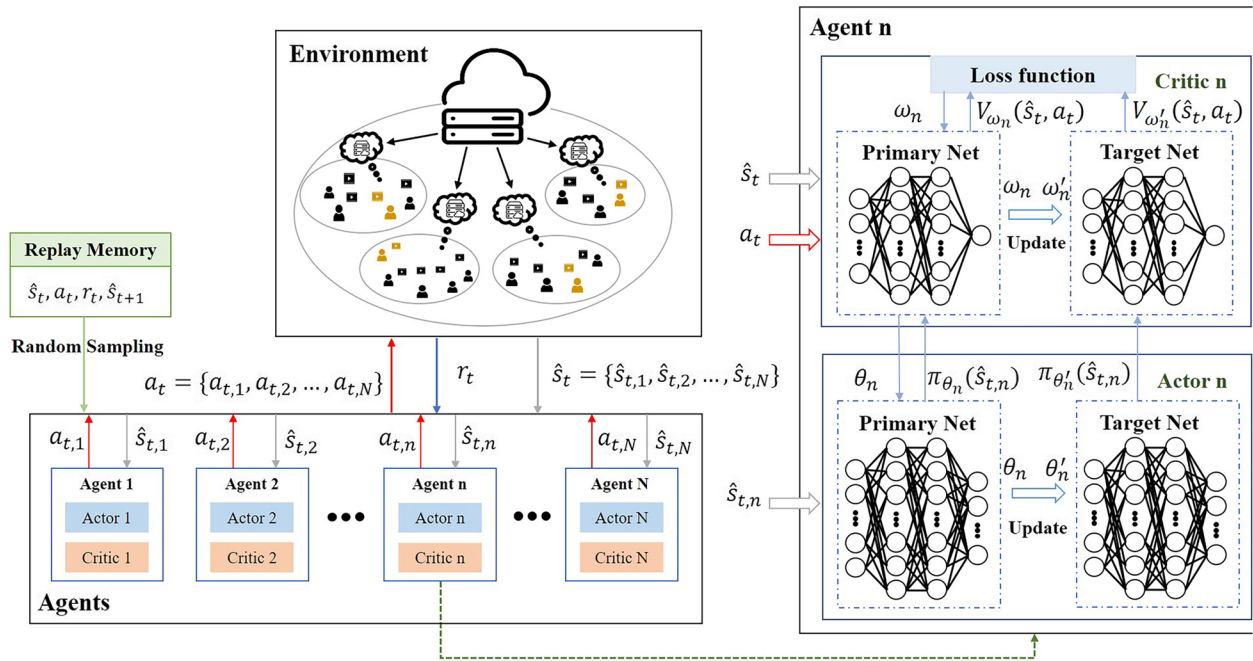 Environment
Replay Memory
ŝ_t, a_t, r_t, ŝ_{t+1}
Random Sampling
a_t = {a_{t,1}, a_{t,2}, …, a_{t,N}}
r_t
ŝ_t = {ŝ_{t,1}, ŝ_{t,2}, …, ŝ_{t,N}}
a_{t,1} ŝ_{t,1} a_{t,2} ŝ_{t,2} a_{t,n} ŝ_{t,n} a_{t,N} ŝ_{t,N}
Agent 1
Actor 1
Critic 1
Agent 2
Actor 2
Critic 2
Agent n
Actor n
Critic n
Agent N
Actor N
Critic N
Agents
Agent n
Loss function
Critic n
ω_n V_{ω_n}(ŝ_t, a_t) V_{ω'_n}(ŝ_t, a_t)
Primary Net
Target Net
ŝ_t
a_t
ω_n ω'_n
Update
θ_n π_{θ_n}(ŝ_{t,n}) π_{θ'_n}(ŝ_{t,n})
Actor n
Primary Net
Target Net
ŝ_{t,n}
θ_n θ'_n
Update